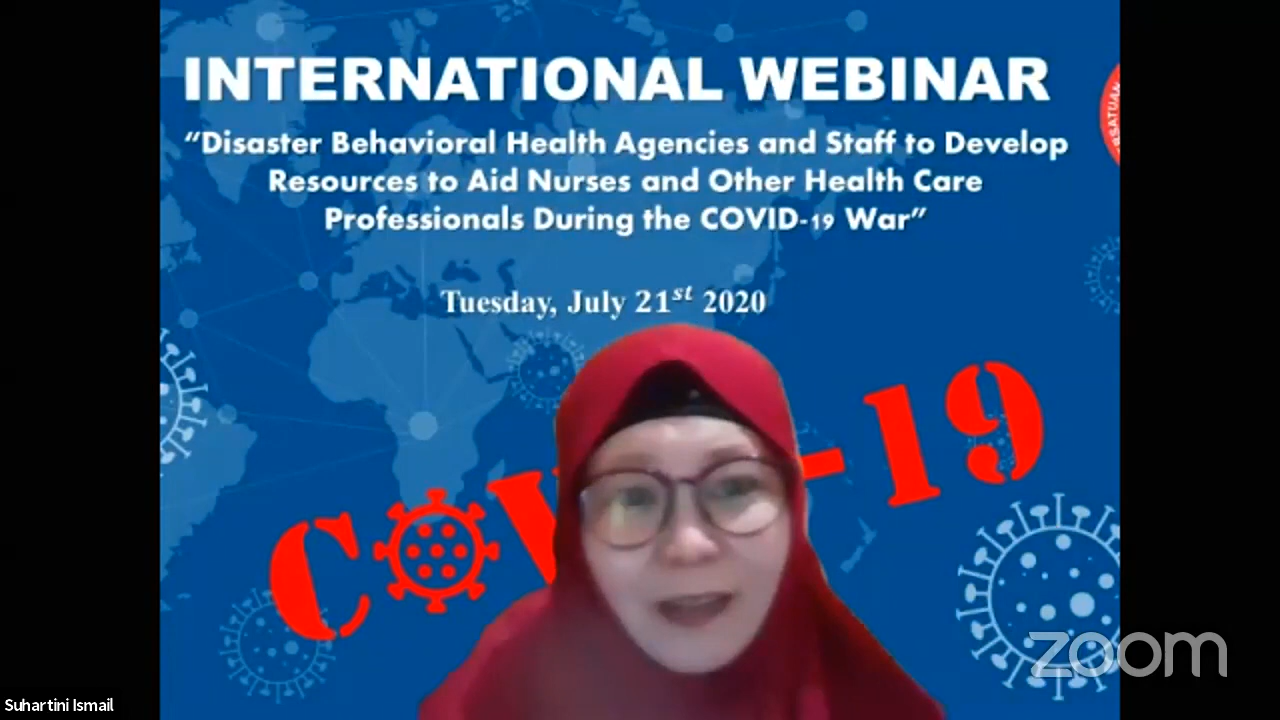 INTERNATIONAL WEBINAR
“Disaster Behavioral Health Agencies and Staff to Develop
Resources to Aid Nurses and Other Health Care
Professionals During the COVID-19 War”
Tuesday, July 21st 2020
-19
zoom
Suhartini Ismail